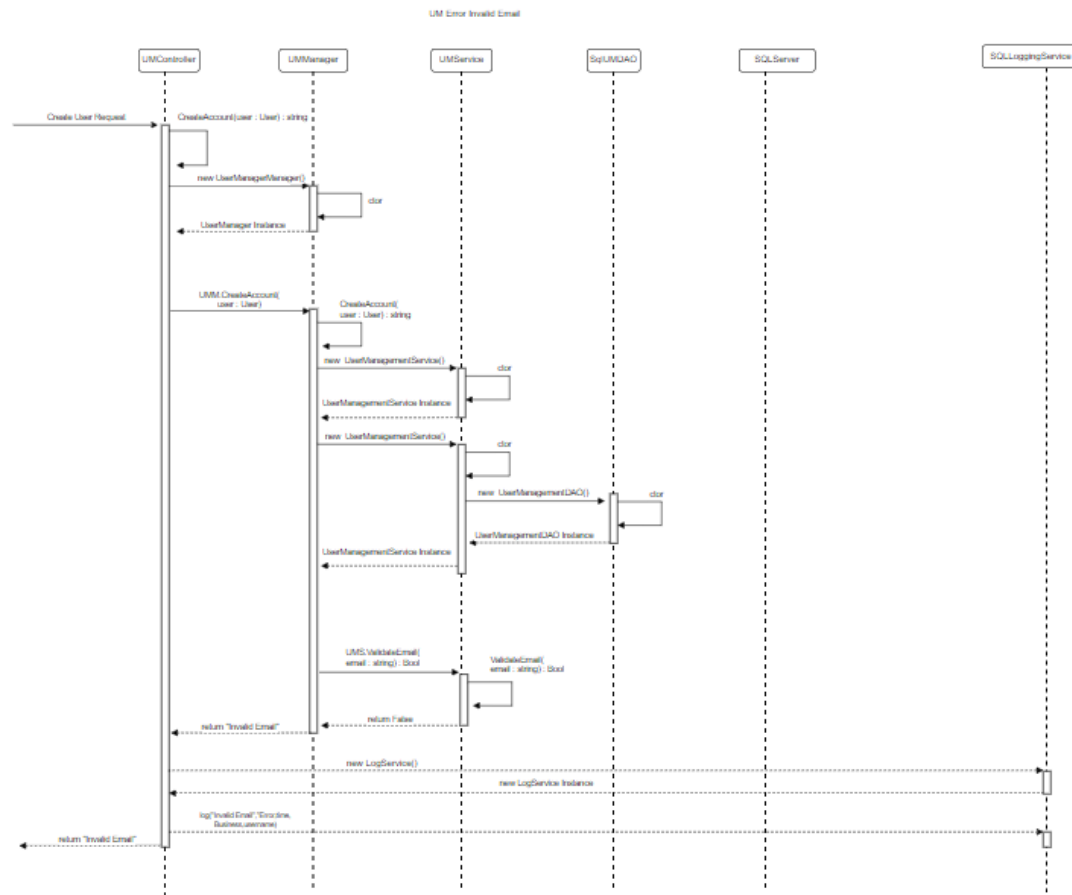 UM Error Invalid Email
UMController
UMManager
UMService
SqlUMDAO
SQLServer
SQLLoggingService
Create User Request
CreateAccount(user : User) : string
new UserManagerManager()
ctor
UserManager Instance
UMM.CreateAccount(
user : User)
CreateAccount(
user : User) : string
new UserManagementService()
ctor
UserManagementService Instance
new UserManagementService()
ctor
new UserManagementDAO()
ctor
UserManagementDAO Instance
UserManagementService Instance
UMS.ValidateEmail(
email : string) : Bool
ValidateEmail(
email : string) : Bool
return False
return "Invalid Email"
new LogService()
new LogService Instance
log("Invalid Email","Error,time,
Business,username)
return "Invalid Email"